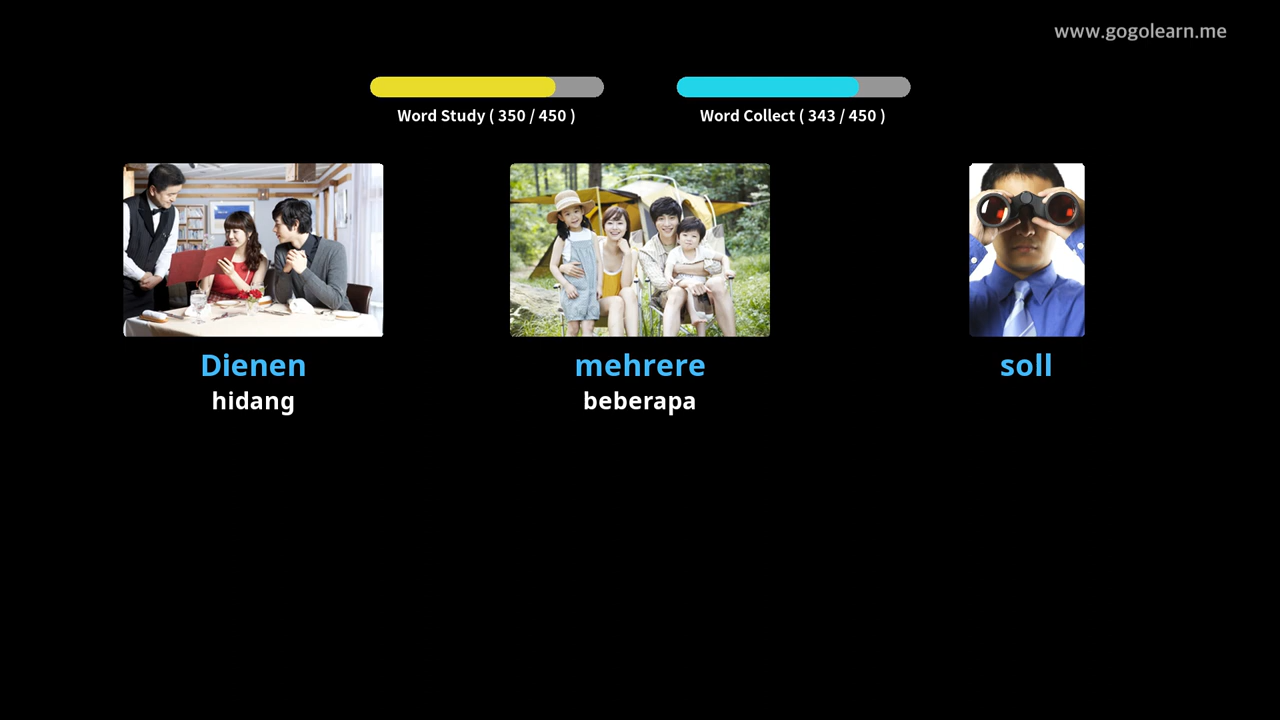 www.gogolearn.me
Word Study ( 350 / 450 )
Word Collect ( 343 / 450 )
Dienen
hidang
mehrere
beberapa
soll